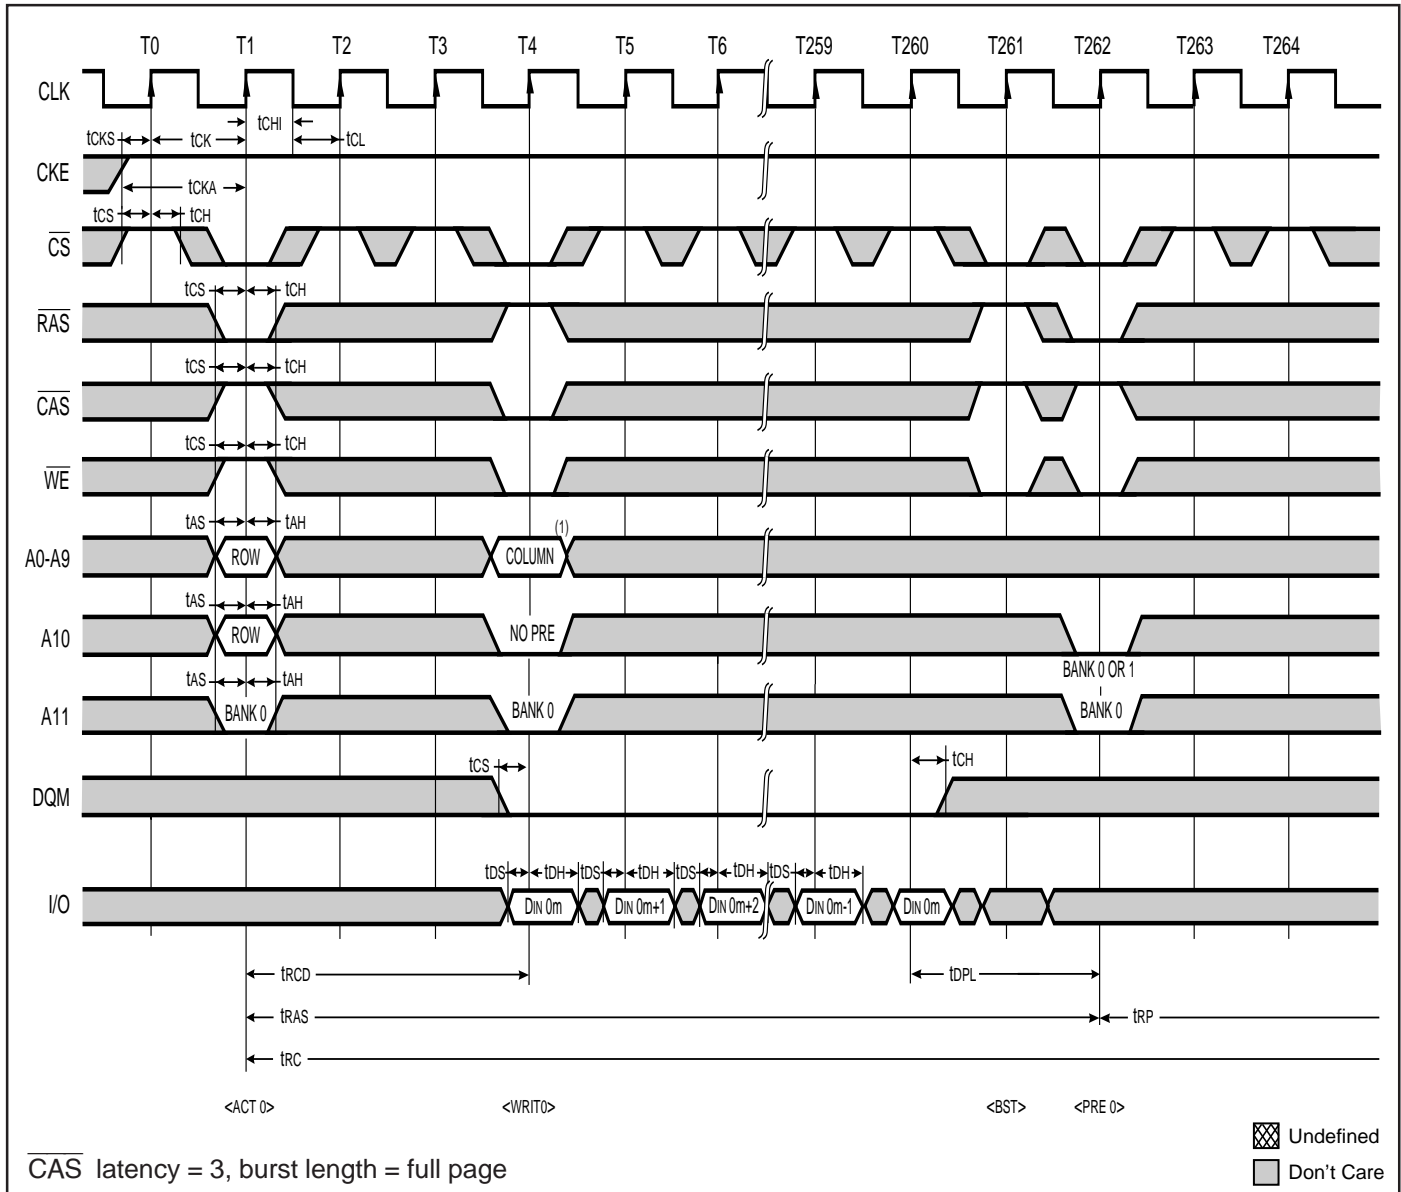 T0 T1 T2 T3 T4 T5 T6 T259 T260 T261 T262 T263 T264
CLK
tCHI
tCKS tCK tCL
CKE
tCKA
tCS tCH
CS
tCS tCH
RAS
tCS tCH
CAS
tCS tCH
WE
tAS tAH (1)
A0-A9 ROW COLUMN
tAS tAH
A10 ROW NO PRE
BANK 0 OR 1
tAS tAH
A11 BANK 0 BANK 0 BANK 0
tCS tCH
DQM
tDS tDH tDS tDH tDS tDH tDS tDH
I/O DIN 0m DIN 0m+1 DIN 0m+2 DIN 0m-1 DIN 0m
tRCD tDPL
tRAS tRP
tRC
<ACT 0> <WRIT0> <BST> <PRE 0>
Undefined
CAS latency = 3, burst length = full page
Don't Care